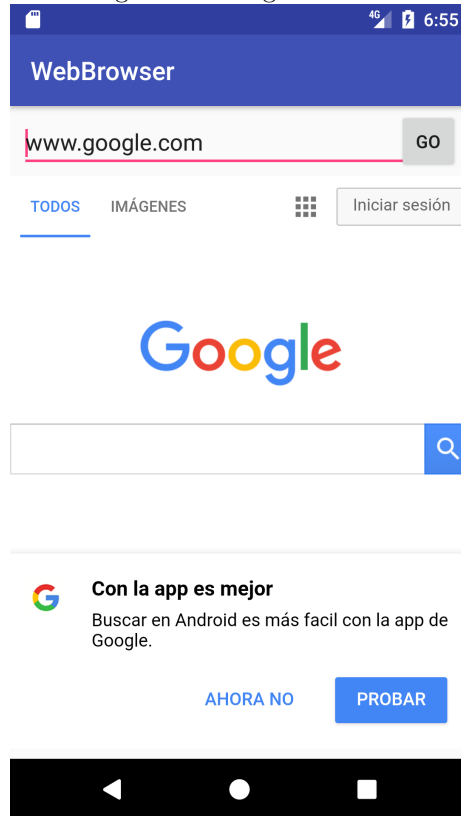 4G 6:55
WebBrowser
www.google.com GO
TODOS IMÁGENES Iniciar sesión
Google
Con la app es mejor
Buscar en Android es más facil con la app de
Google.
AHORA NO PROBAR